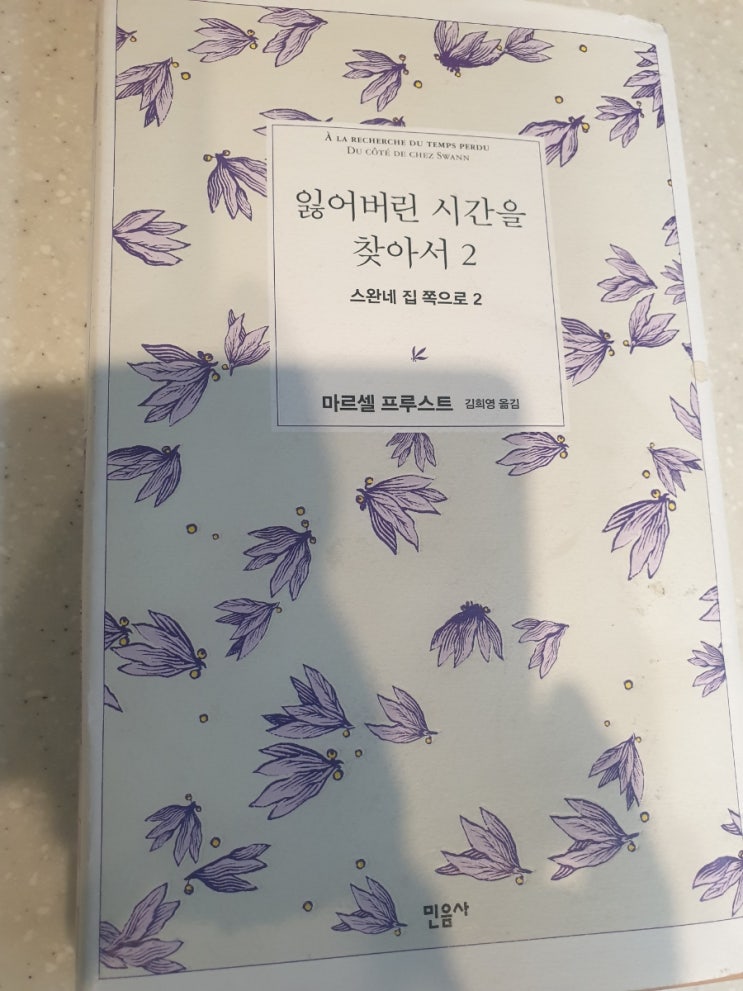 À LA RECHERCHE DU TEMPS PERDU
DU CÔTÉ DE CHEZ SWANN
잃어버린 시간을
찾아서 2
스완네 집 쪽으로 2
마르셀 프루스트 김희영 옮김
민음사